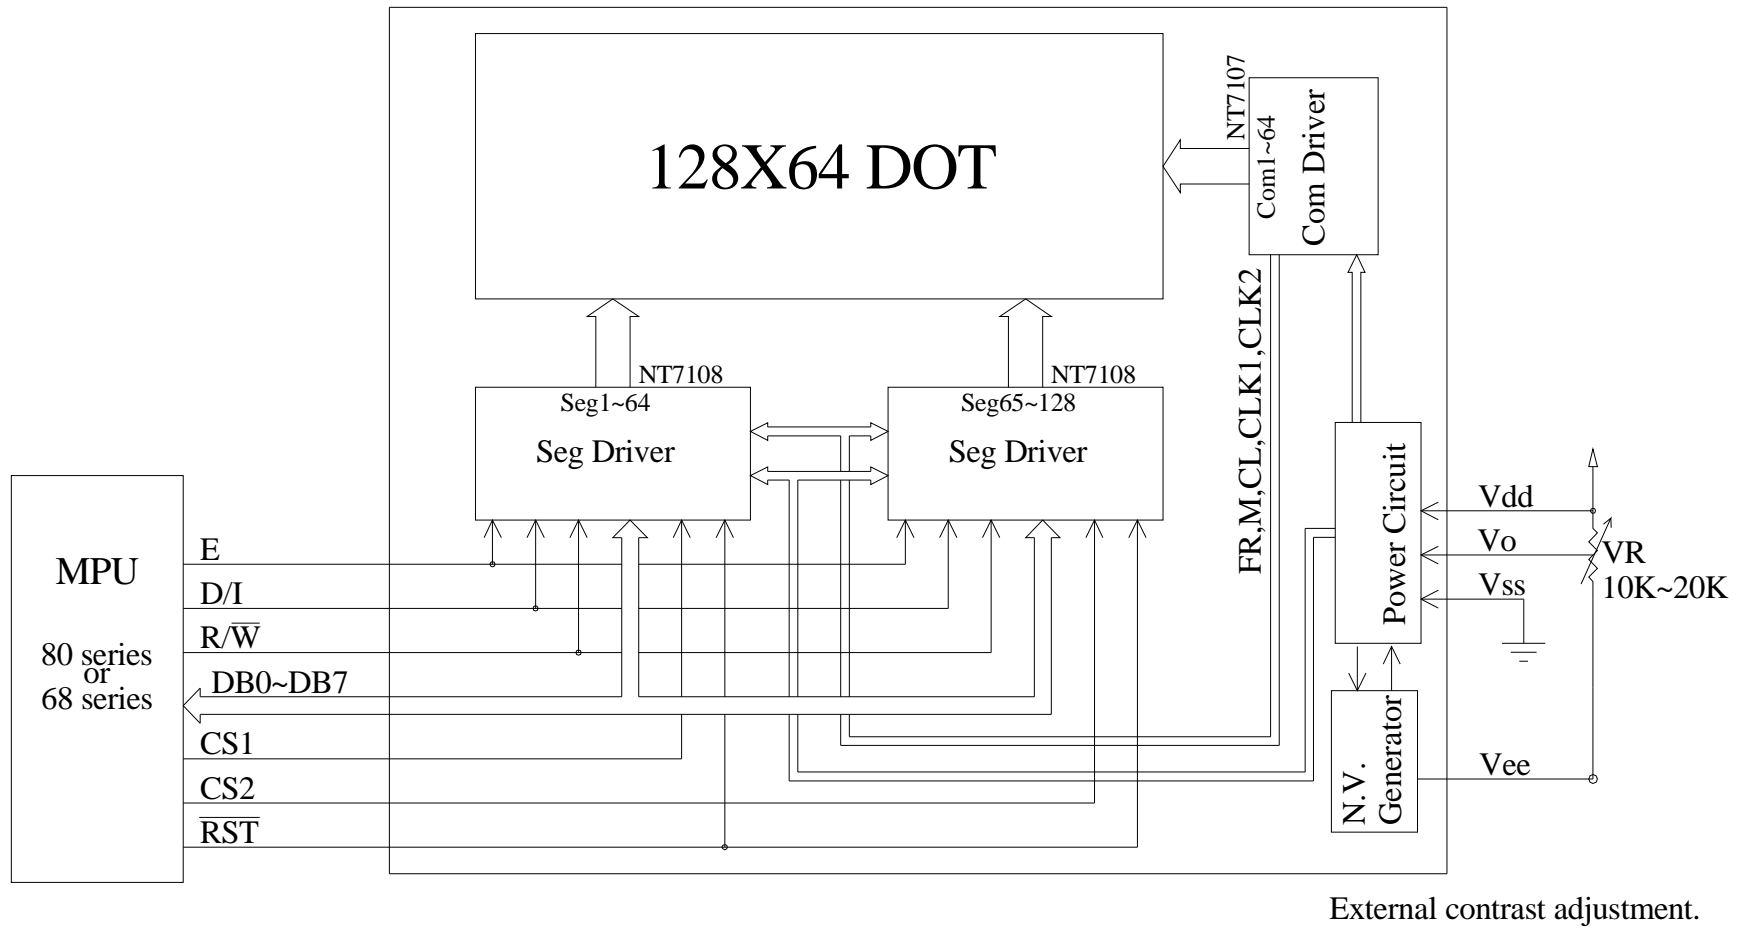 128X64 DOT
NT7107
Com1~64
Com Driver
FR,M,CL,CLK1,CLK2
NT7108
Seg1~64
Seg Driver
NT7108
Seg65~128
Seg Driver
MPU
80 series
or
68 series
E
D/I
R/W̅
DB0~DB7
CS1
CS2
R̅S̅T̅
Power Circuit
Vdd
Vo
Vss
VR
10K~20K
N.V.
Generator
Vee
External contrast adjustment.